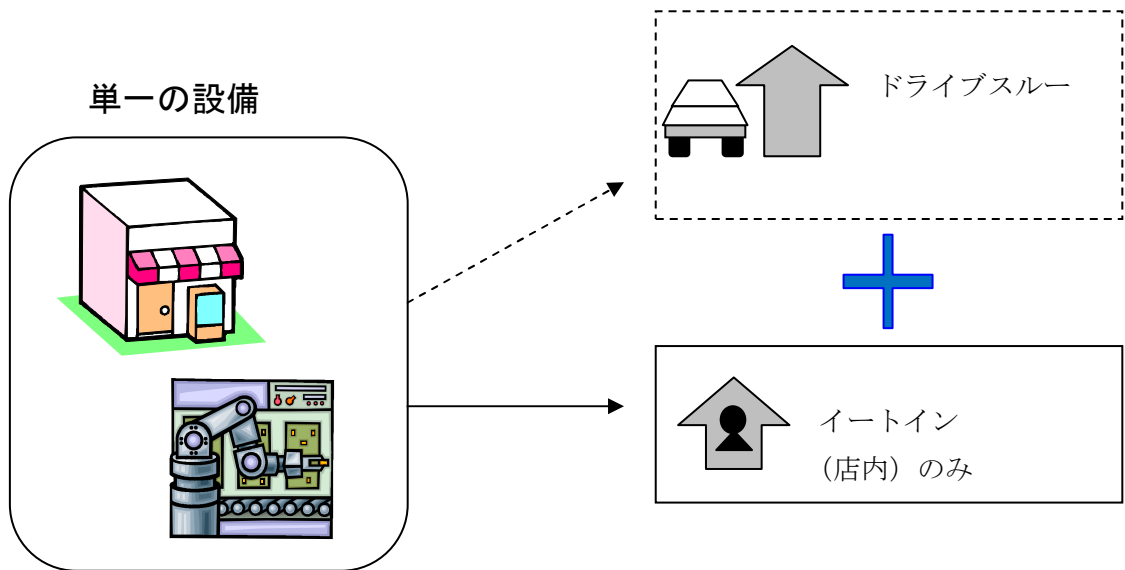 単一の設備
ドライブスルー
イートイン
（店内）のみ